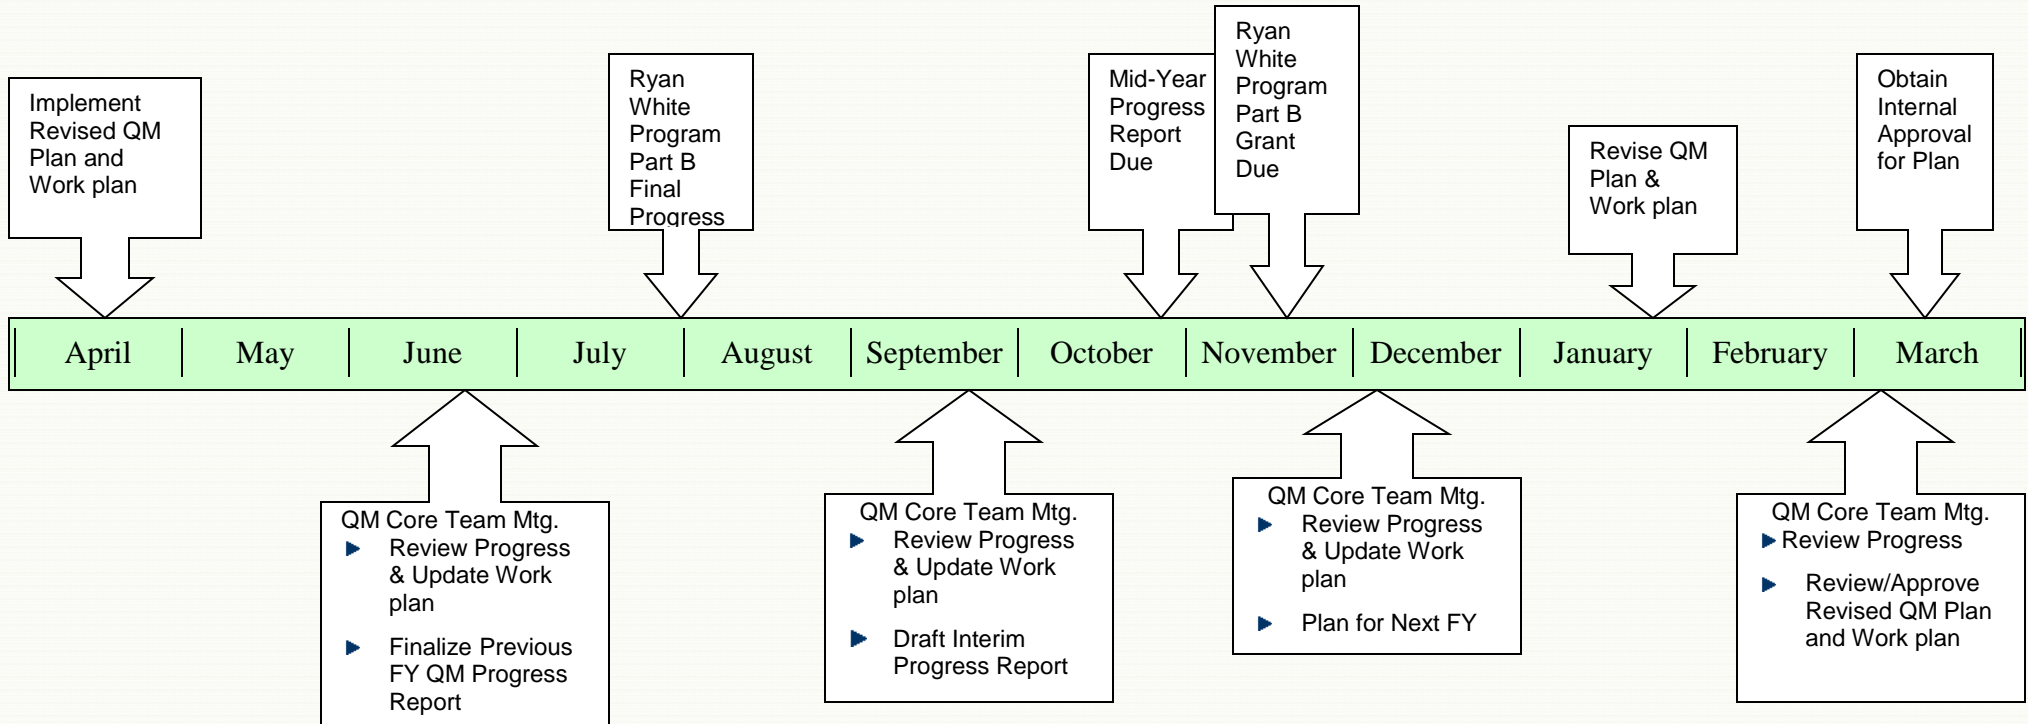 Implement
Revised QM
Plan and
Work plan
Ryan
White
Program
Part B
Final
Progress
Mid-Year
Progress
Report
Due
Ryan
White
Program
Part B
Grant
Due
Revise QM
Plan &
Work plan
Obtain
Internal
Approval
for Plan
April
May
June
July
August
September
October
November
December
January
February
March
QM Core Team Mtg.
Review Progress
& Update Work
plan
Finalize Previous
FY QM Progress
Report
QM Core Team Mtg.
Review Progress
& Update Work
plan
Draft Interim
Progress Report
QM Core Team Mtg.
Review Progress
& Update Work
plan
Plan for Next FY
QM Core Team Mtg.
Review Progress
Review/Approve
Revised QM Plan
and Work plan